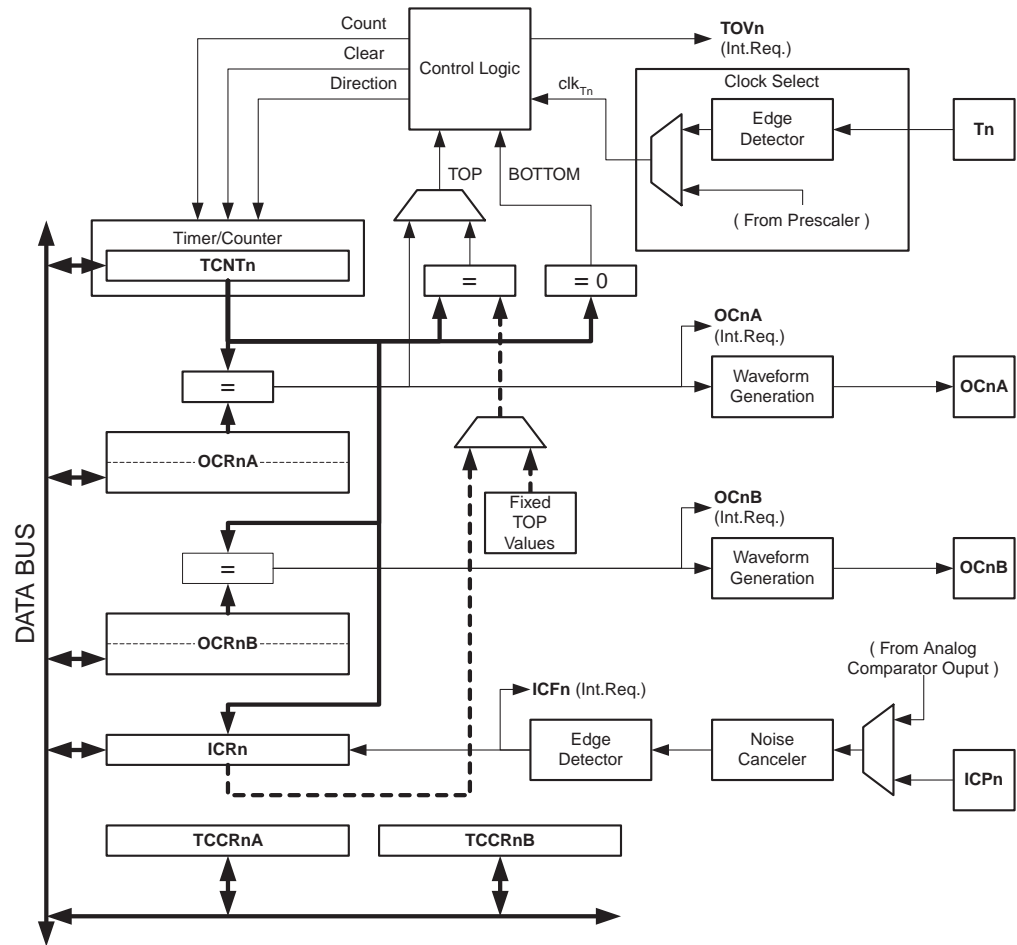 Count
TOVn
(Int.Req.)
Clear
Control Logic
Clock Select
Direction
clkTn
Edge
Detector
Tn
TOP
BOTTOM
( From Prescaler )
Timer/Counter
TCNTn
=
= 0
OCnA
(Int.Req.)
=
Waveform
Generation
OCnA
OCRnA
Fixed
TOP
Values
OCnB
(Int.Req.)
=
Waveform
Generation
OCnB
DATA BUS
OCRnB
( From Analog
Comparator Ouput )
ICFn (Int.Req.)
ICRn
Edge
Detector
Noise
Canceler
ICPn
TCCRnA
TCCRnB